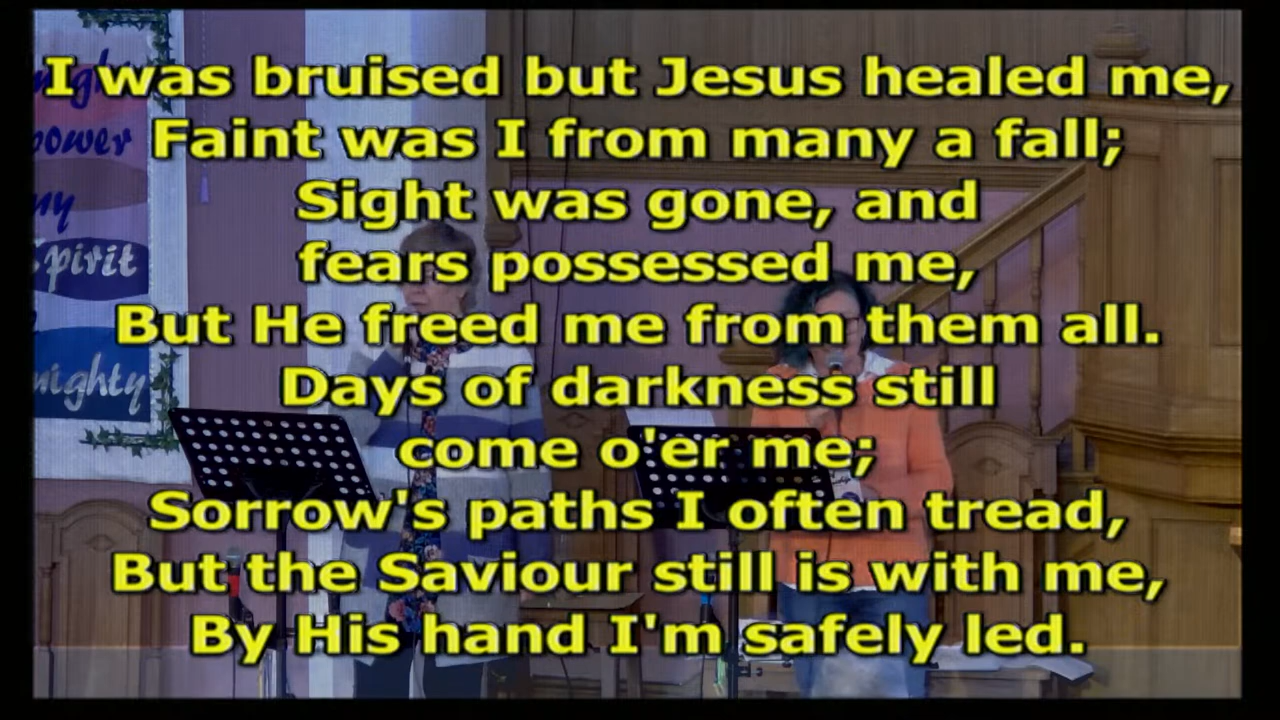 I was bruised but Jesus healed me,
Faint was I from many a fall;
Sight was gone, and
fears possessed me,
But He freed me from them all.
Days of darkness still
come o'er me;
Sorrow's paths I often tread,
But the Saviour still is with me,
By His hand I'm safely led.
power
Spirit